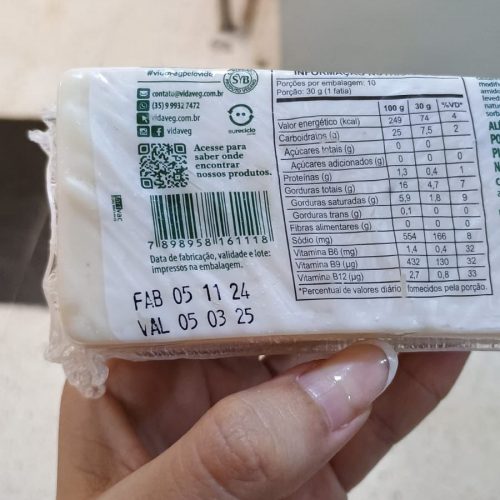 #vidavegpelavida
SVB
contato@vidaveg.com.br
(35) 9 9932 7472
vidaveg.com.br
vidaveg
eureciclo
Acesse para
saber onde
encontrar
nossos produtos.
7 898958 161118
Data de fabricação, validade e lote:
impressos na embalagem.
FAB 05 11 24
VAL 05 03 25
Porções por embalagem: 10
Porção: 30 g (1 fatia)
100 g 30 g %VD*
Valor energético (kcal) 249 74 4
Carboidratos (g) 25 7,5 2
Açúcares totais (g) 0 0
Açúcares adicionados (g) 0 0 0
Proteínas (g) 1,3 0,4 1
Gorduras totais (g) 16 4,7 7
Gorduras saturadas (g) 5,9 1,8 9
Gorduras trans (g) 0,1 0 0
Fibras alimentares (g) 0 0 0
Sódio (mg) 554 166 8
Vitamina B6 (mg) 1,4 0,4 32
Vitamina B9 (µg) 432 130 32
Vitamina B12 (µg) 2,7 0,8 33
*Percentual de valores diários fornecidos pela porção.